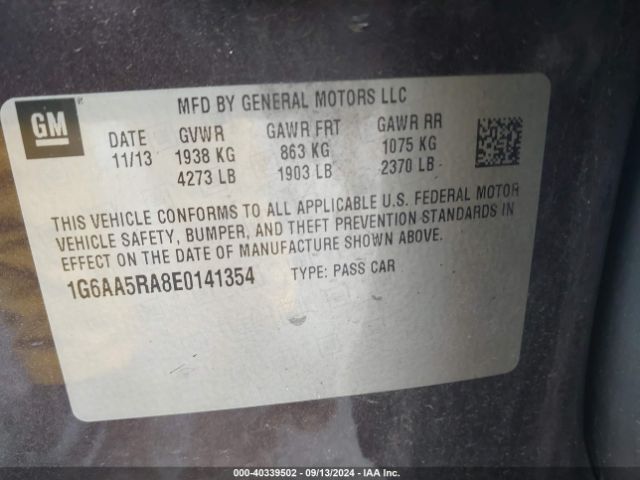 MFD BY GENERAL MOTORS LLC
GM
DATE GVWR GAWR FRT GAWR RR
11/13 1938 KG 863 KG 1075 KG
4273 LB 1903 LB 2370 LB
THIS VEHICLE CONFORMS TO ALL APPLICABLE U.S. FEDERAL MOTOR
VEHICLE SAFETY, BUMPER, AND THEFT PREVENTION STANDARDS IN
EFFECT ON THE DATE OF MANUFACTURE SHOWN ABOVE.
1G6AA5RA8E0141354 TYPE: PASS CAR
000-40339502 - 09/13/2024 - IAA Inc.